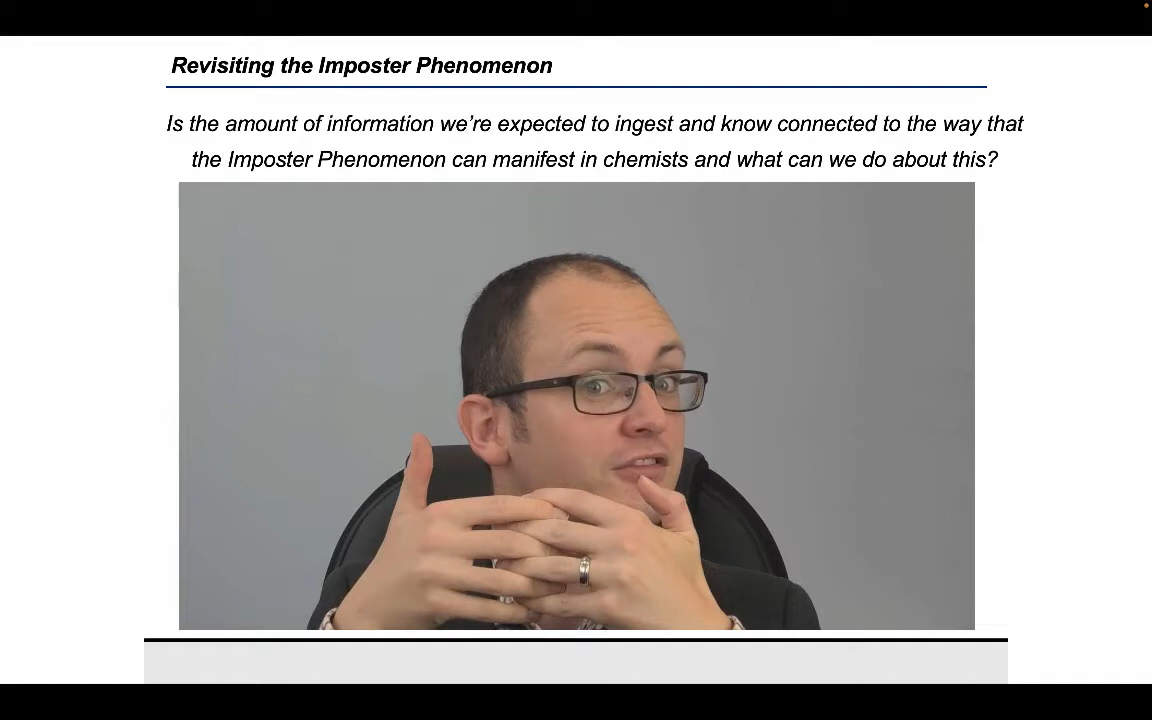 Revisiting the Imposter Phenomenon
Is the amount of information we're expected to ingest and know connected to the way that
the Imposter Phenomenon can manifest in chemists and what can we do about this?